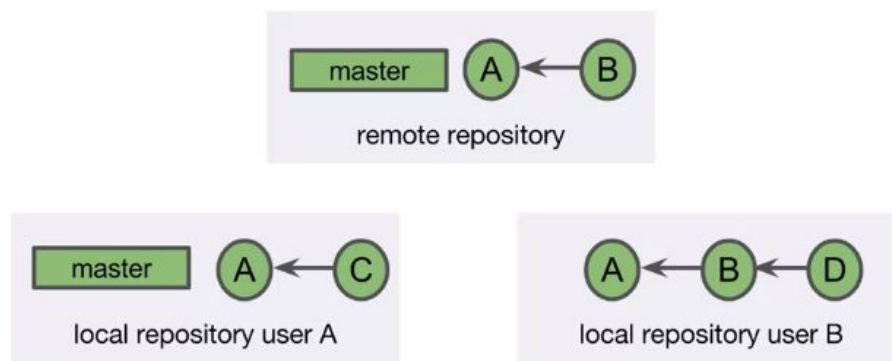 master A B
remote repository
master A C
local repository user A
A B D
local repository user B